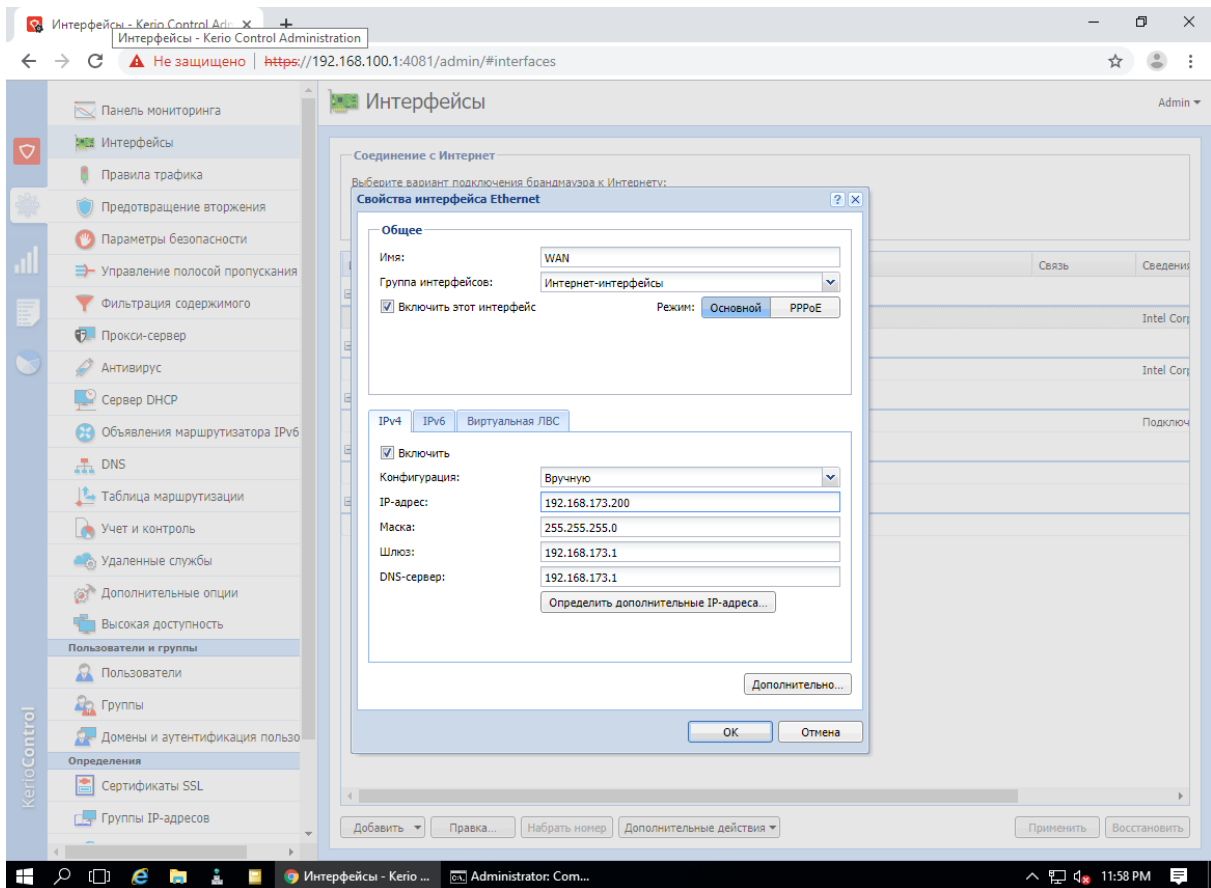 Интерфейсы - Kerio Control Adn
Интерфейсы - Kerio Control Administration
Не защищено | https://192.168.100.1:4081/admin/#interfaces
Панель мониторинга
Интерфейсы
Правила трафика
Предотвращение вторжения
Параметры безопасности
Управление полосой пропускания
Фильтрация содержимого
Прокси-сервер
Антивирус
Сервер DHCP
Объявления маршрутизатора IPv6
DNS
Таблица маршрутизации
Учет и контроль
Удаленные службы
Дополнительные опции
Высокая доступность
Пользователи и группы
Пользователи
Группы
Домены и аутентификация пользо
Определения
Сертификаты SSL
Группы IP-адресов
KerioControl
Интерфейсы
Admin
Соединение с Интернет
Выберите вариант подключения брандмауэра к Интернету:
Связь Сведения
Intel Corp
Intel Corp
Подключ
Свойства интерфейса Ethernet
Общее
Имя: WAN
Группа интерфейсов: Интернет-интерфейсы
Включить этот интерфейс Режим: Основной PPPoE
IPv4 IPv6 Виртуальная ЛВС
Включить
Конфигурация: Вручную
IP-адрес: 192.168.173.200
Маска: 255.255.255.0
Шлюз: 192.168.173.1
DNS-сервер: 192.168.173.1
Определить дополнительные IP-адреса...
Дополнительно...
OK Отмена
Добавить Правка... Набрать номер Дополнительные действия Применить Восстановить
Интерфейсы - Kerio ... Administrator: Com... 11:58 PM